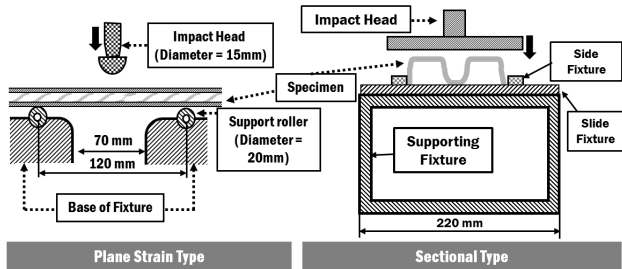 Impact Head
(Diameter = 15mm)
Specimen
Support roller
(Diameter =
20mm)
70 mm
120 mm
Base of Fixture
Plane Strain Type
Impact Head
Side
Fixture
Slide
Fixture
Supporting
Fixture
220 mm
Sectional Type